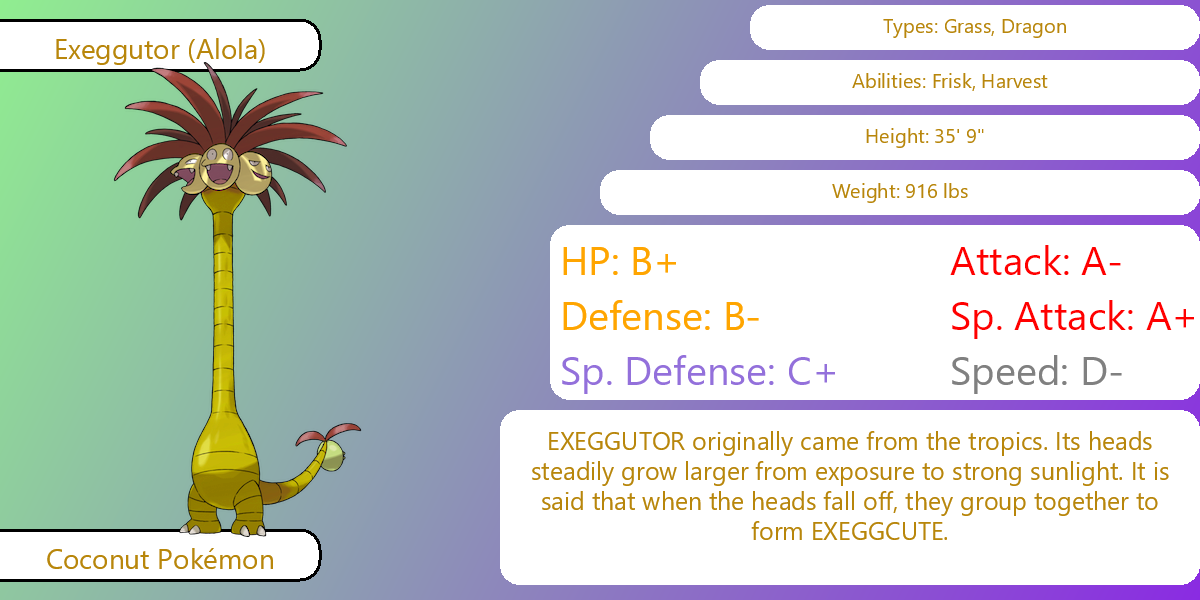 Exeggutor (Alola)
Types: Grass, Dragon
Abilities: Frisk, Harvest
Height: 35' 9"
Weight: 916 lbs
HP: B+
Attack: A-
Defense: B-
Sp. Attack: A+
Sp. Defense: C+
Speed: D-
EXEGGUTOR originally came from the tropics. Its heads
steadily grow larger from exposure to strong sunlight. It is
said that when the heads fall off, they group together to
form EXEGGCUTE.
Coconut Pokémon